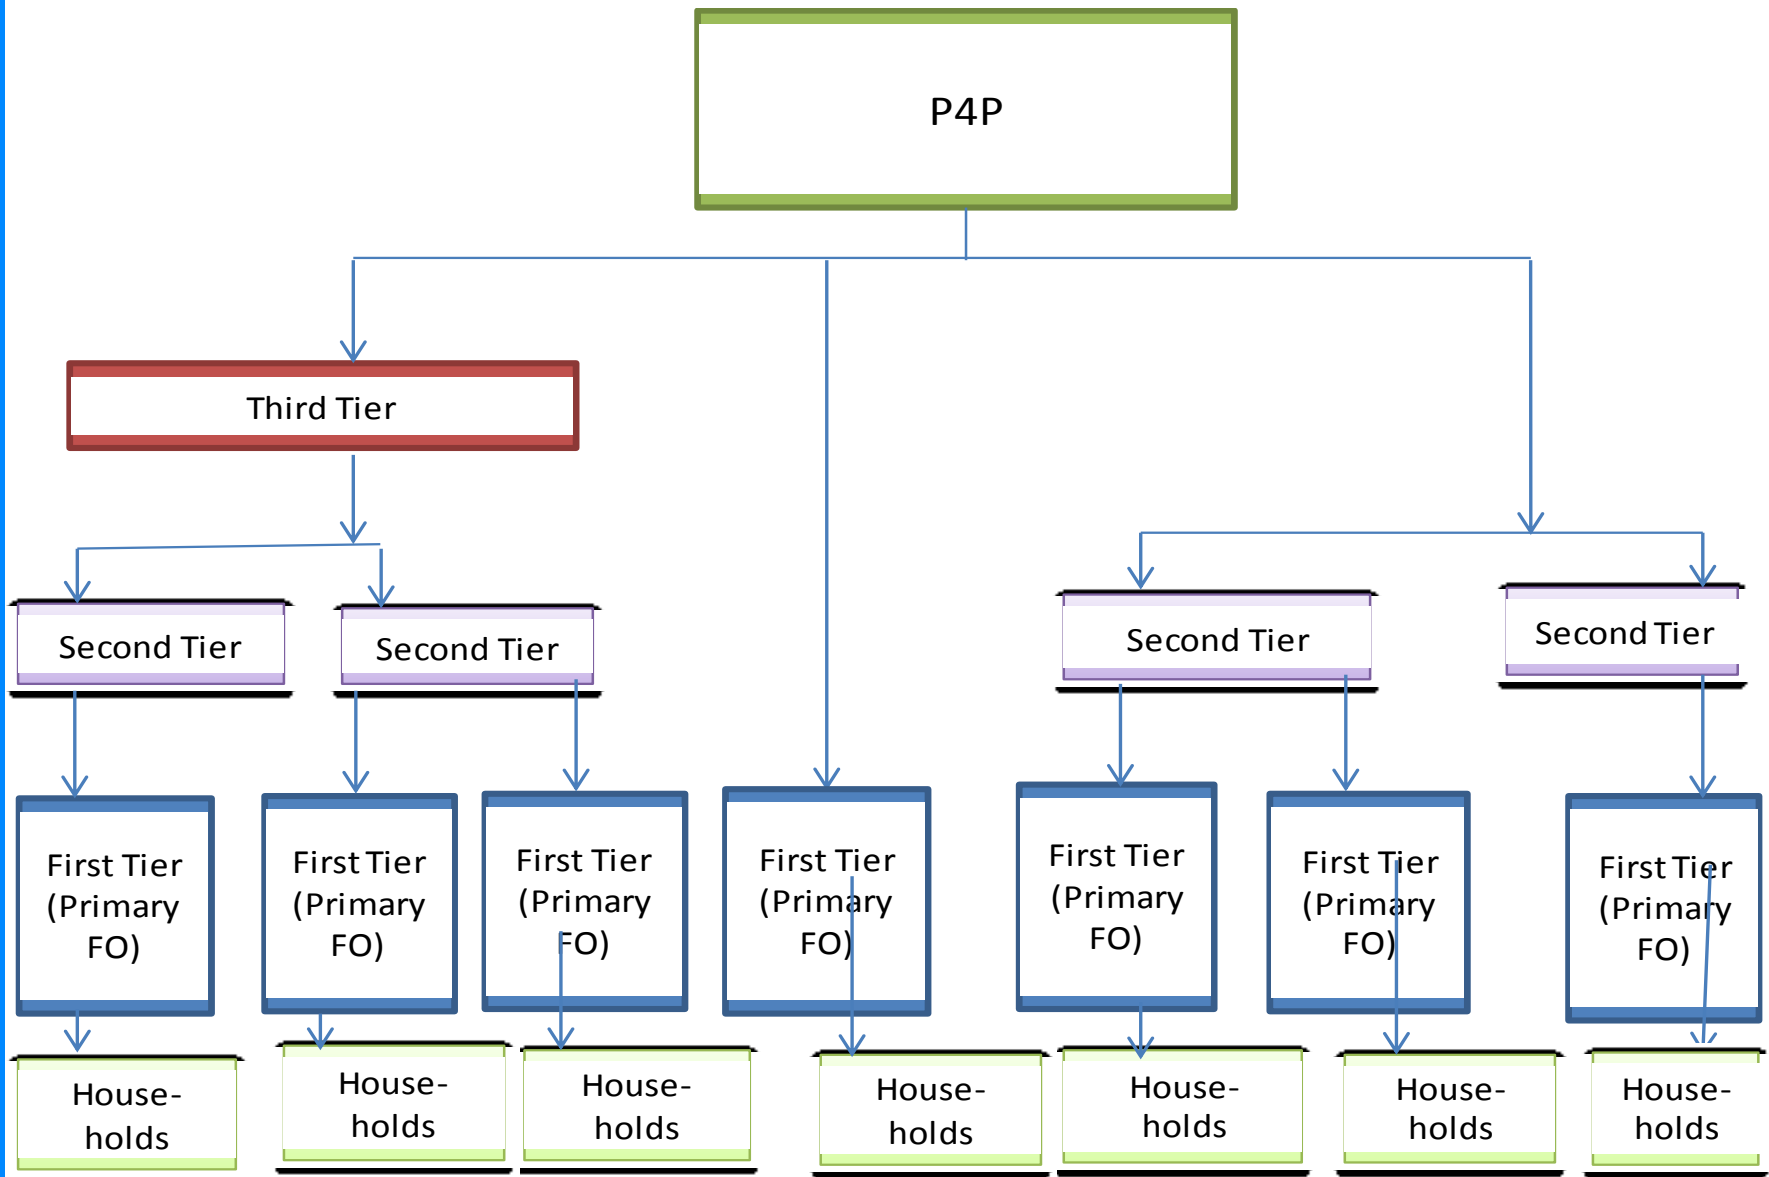 P4P
Third Tier
Second Tier
Second Tier
Second Tier
Second Tier
First Tier
(Primary
FO)
First Tier
(Primary
FO)
First Tier
(Primary
FO)
First Tier
(Primary
FO)
First Tier
(Primary
FO)
First Tier
(Primary
FO)
First Tier
(Primary
FO)
House-
holds
House-
holds
House-
holds
House-
holds
House-
holds
House-
holds
House-
holds